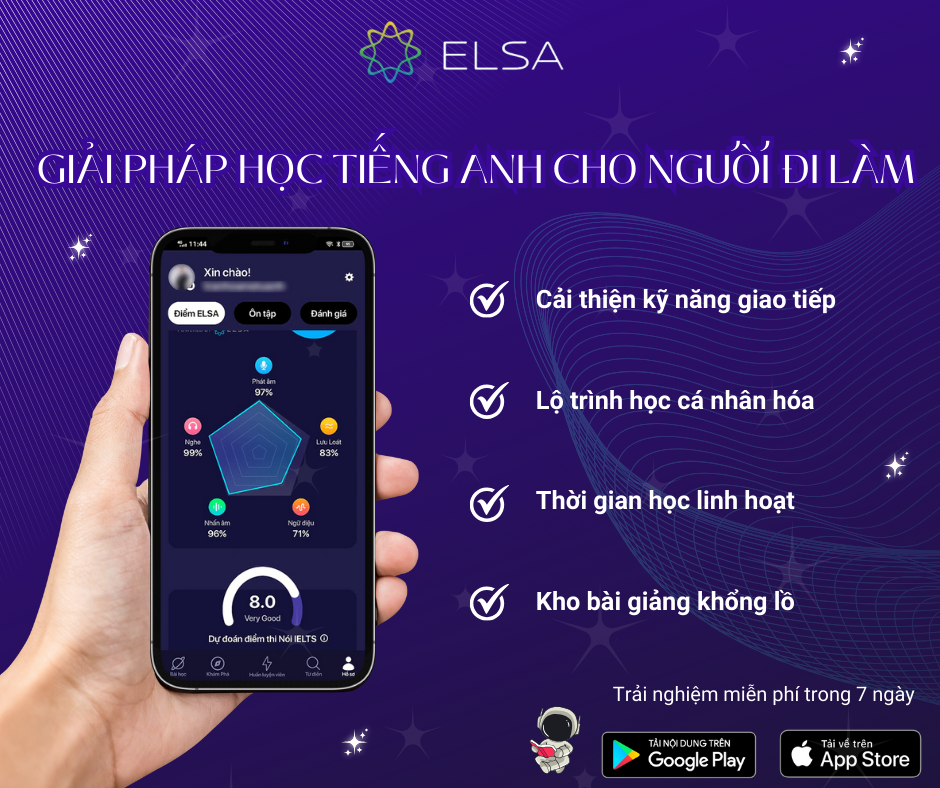 ELSA
GIẢI PHÁP HỌC TIẾNG ANH CHO NGƯỜI ĐI LÀM
11:44
Xin chào!
Điểm ELSA
Ôn tập
Đánh giá
Phát âm
97%
Nghe
99%
Lưu Loát
83%
Nhấn âm
96%
Ngữ điệu
71%
8.0
Very Good
Dự đoán điểm thi Nói IELTS
Bài học
Khám Phá
Huấn luyện viên
Từ điển
Hồ sơ
Cải thiện kỹ năng giao tiếp
Lộ trình học cá nhân hóa
Thời gian học linh hoạt
Kho bài giảng khổng lồ
Trải nghiệm miễn phí trong 7 ngày
TẢI NỘI DUNG TRÊN
Google Play
Tải về trên
App Store